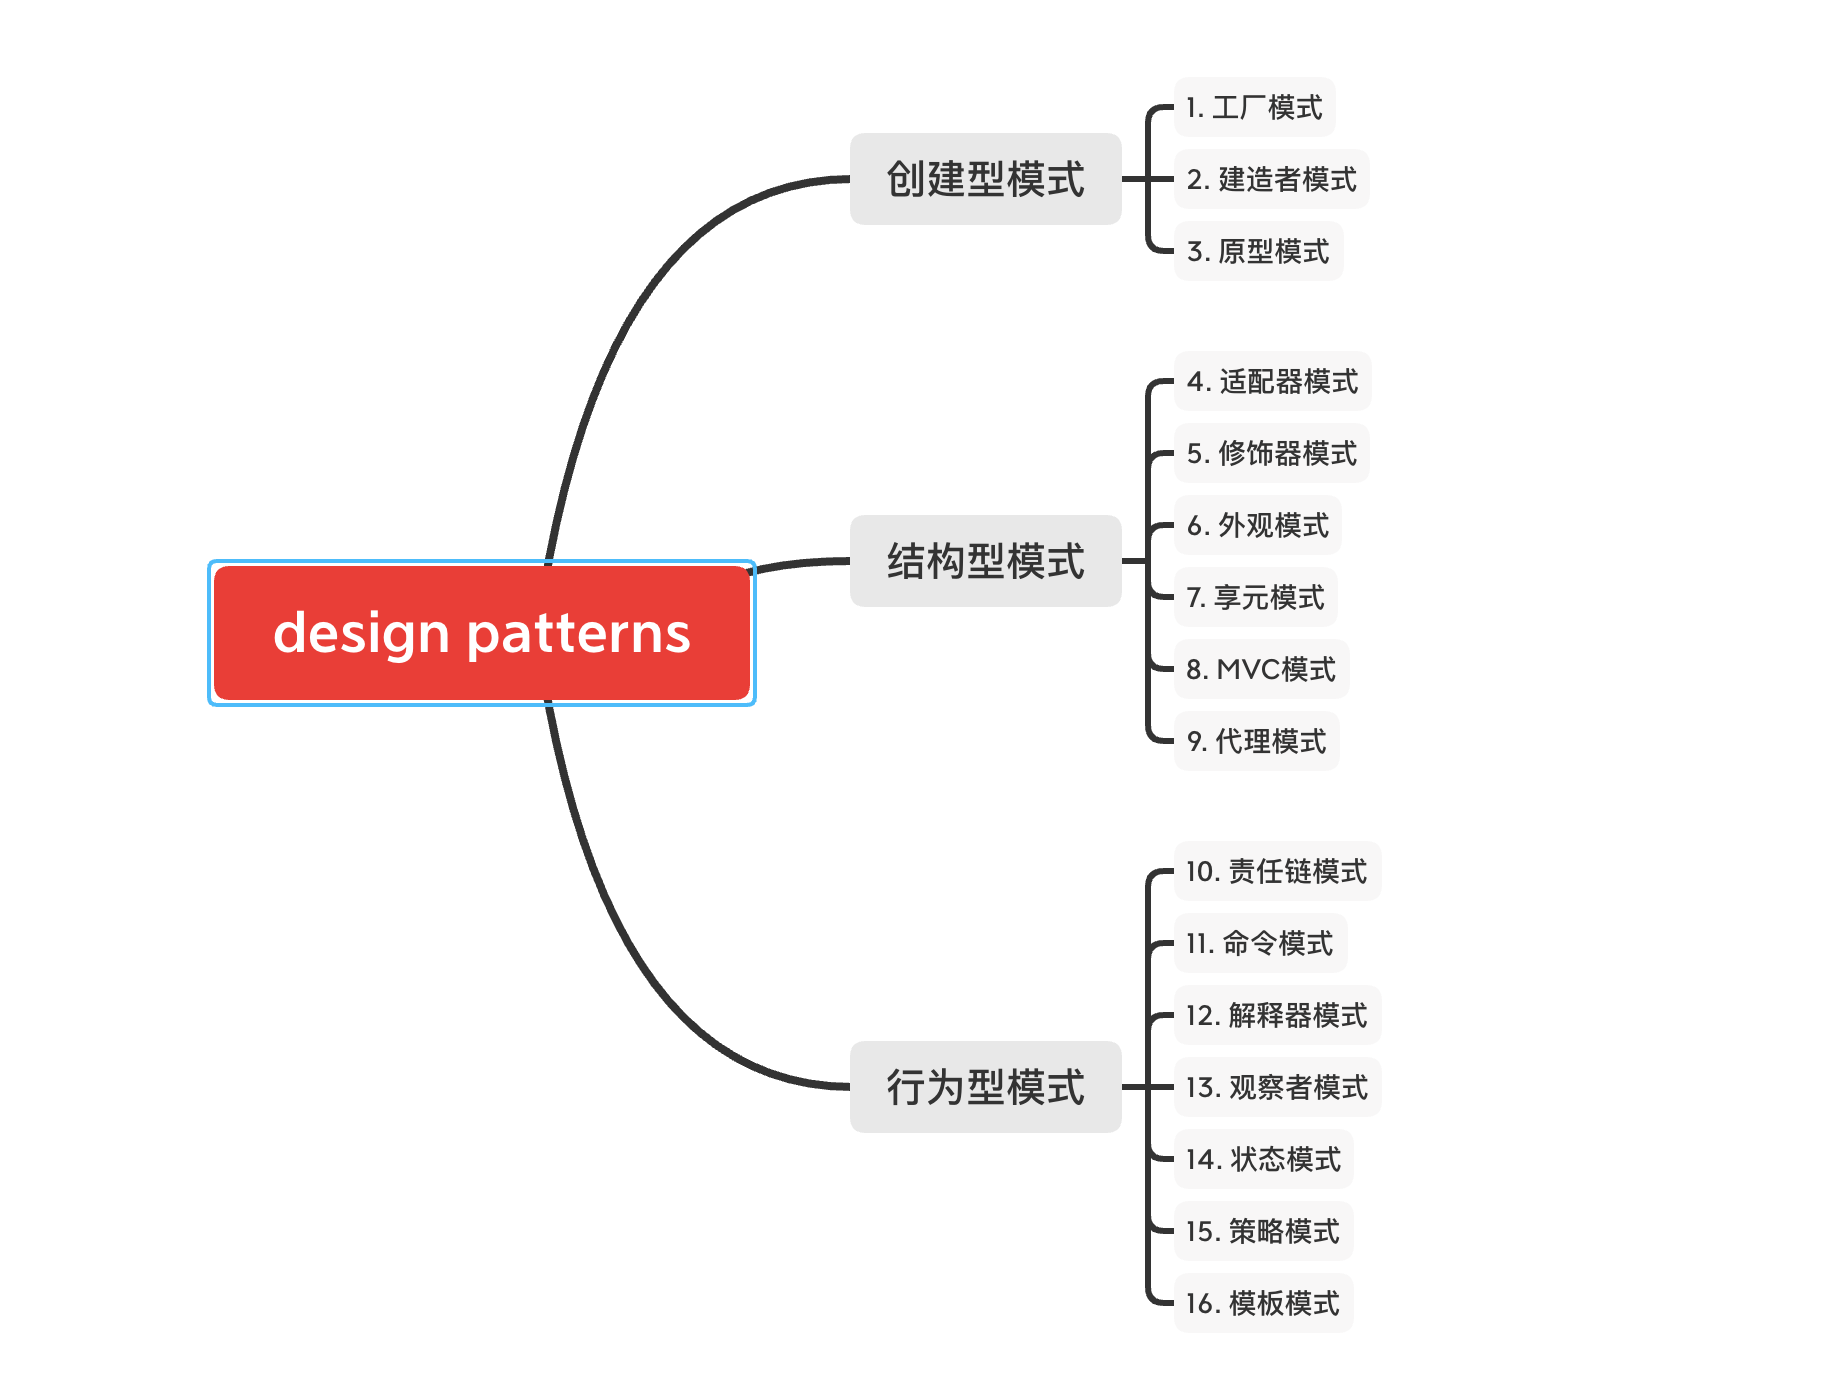 design patterns
创建型模式
1. 工厂模式
2. 建造者模式
3. 原型模式
结构型模式
4. 适配器模式
5. 修饰器模式
6. 外观模式
7. 享元模式
8. MVC模式
9. 代理模式
行为型模式
10. 责任链模式
11. 命令模式
12. 解释器模式
13. 观察者模式
14. 状态模式
15. 策略模式
16. 模板模式